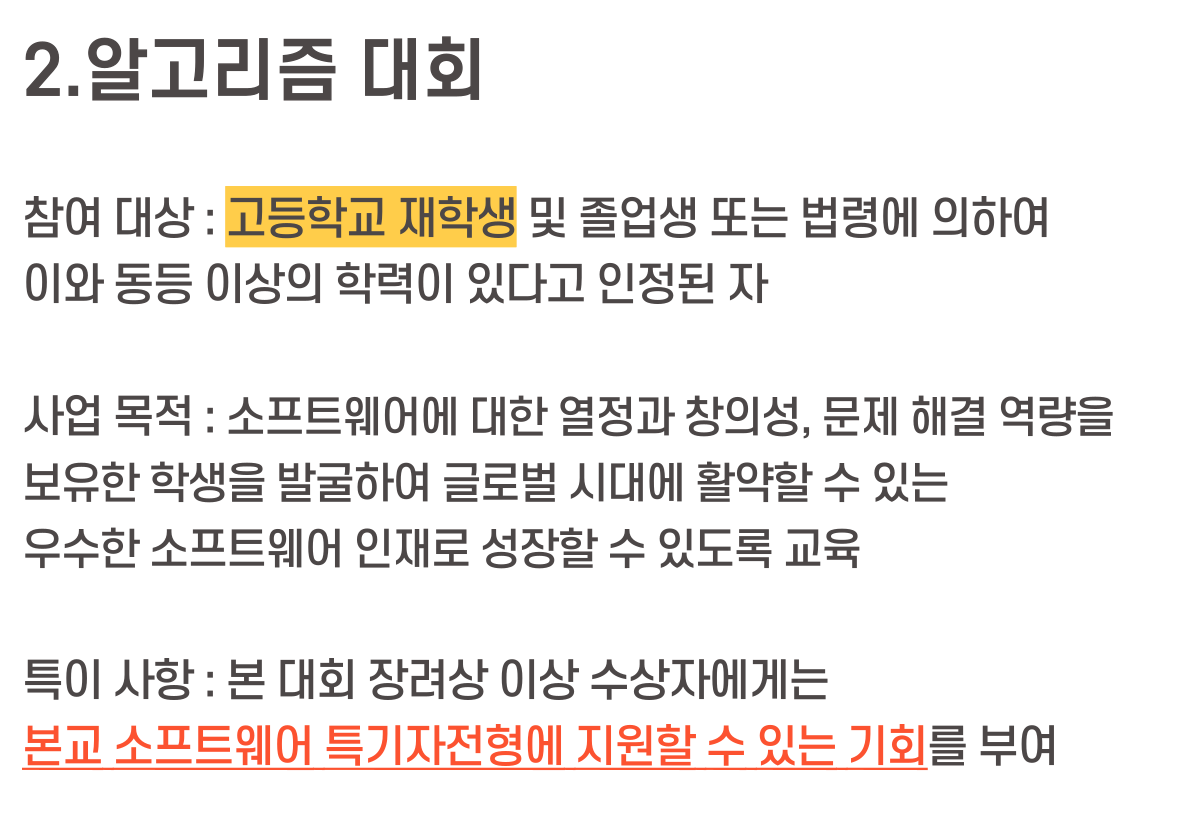 2.알고리즘 대회
참여 대상 : 고등학교 재학생 및 졸업생 또는 법령에 의하여
이와 동등 이상의 학력이 있다고 인정된 자
사업 목적 : 소프트웨어에 대한 열정과 창의성, 문제 해결 역량을
보유한 학생을 발굴하여 글로벌 시대에 활약할 수 있는
우수한 소프트웨어 인재로 성장할 수 있도록 교육
특이 사항 : 본 대회 장려상 이상 수상자에게는
본교 소프트웨어 특기자전형에 지원할 수 있는 기회를 부여